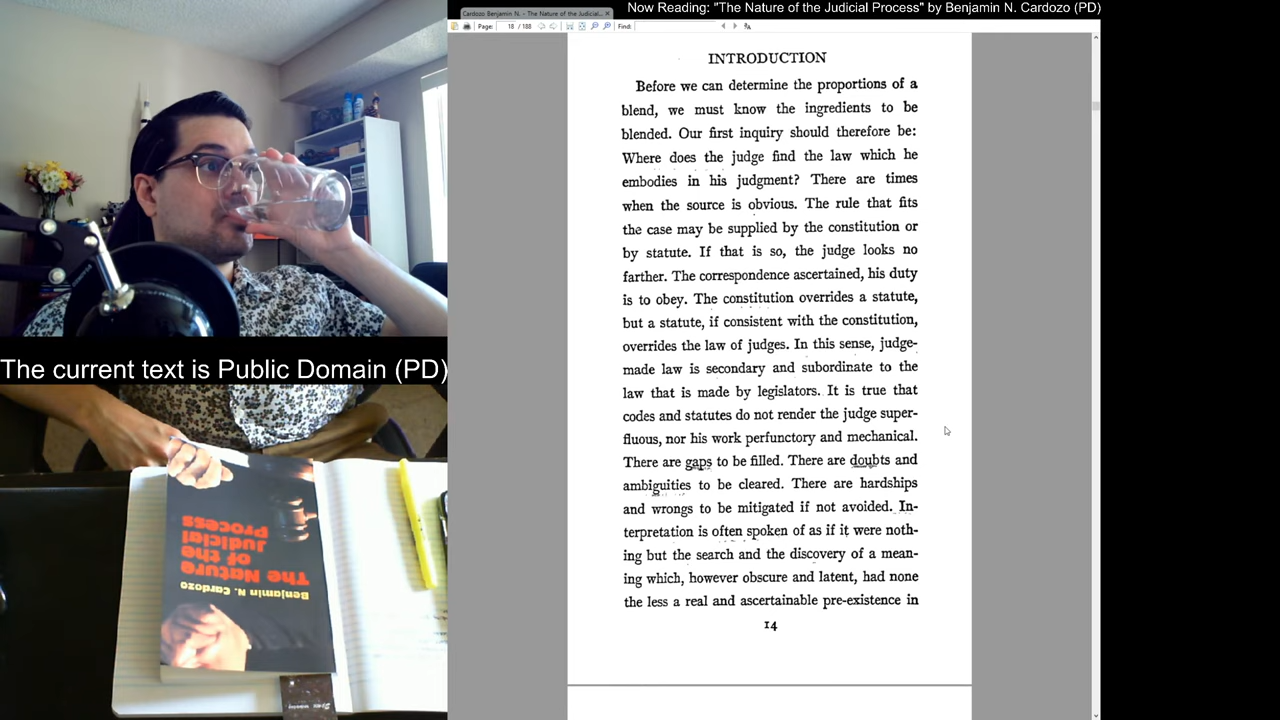 Now Reading: "The Nature of the Judicial Process" by Benjamin N. Cardozo (PD)
Cardozo Benjamin N. - The Nature of the Judicial...
Page: 18 / 188 Find:
INTRODUCTION
Before we can determine the proportions of a
blend, we must know the ingredients to be
blended. Our first inquiry should therefore be:
Where does the judge find the law which he
embodies in his judgment? There are times
when the source is obvious. The rule that fits
the case may be supplied by the constitution or
by statute. If that is so, the judge looks no
farther. The correspondence ascertained, his duty
is to obey. The constitution overrides a statute,
but a statute, if consistent with the constitution,
overrides the law of judges. In this sense, judge-
made law is secondary and subordinate to the
law that is made by legislators. It is true that
codes and statutes do not render the judge super-
fluous, nor his work perfunctory and mechanical.
There are gaps to be filled. There are doubts and
ambiguities to be cleared. There are hardships
and wrongs to be mitigated if not avoided. In-
terpretation is often spoken of as if it were noth-
ing but the search and the discovery of a mean-
ing which, however obscure and latent, had none
the less a real and ascertainable pre-existence in
14
The current text is Public Domain (PD)
Benjamin N. Cardozo
The Nature
of the
Judicial
Process